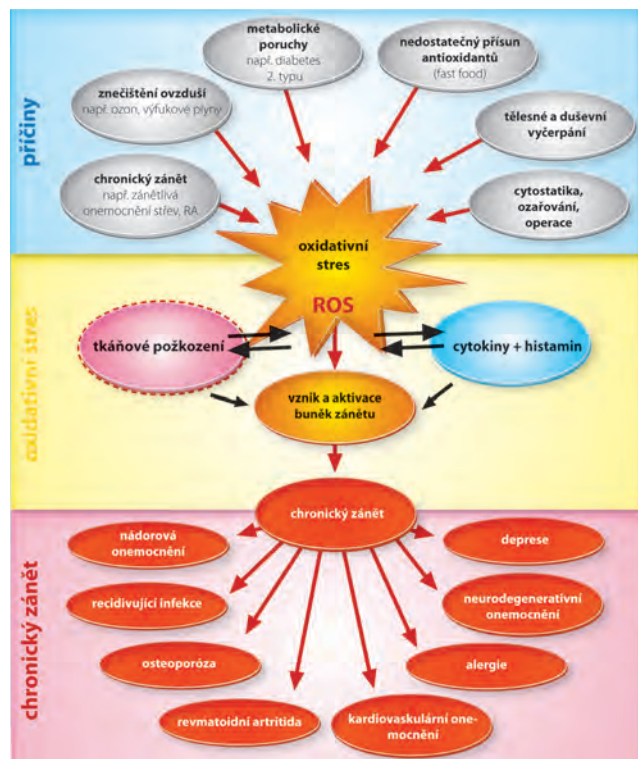 příčiny
metabolické
poruchy
např. diabetes
2. typu
nedostatečný přísun
antioxidantů
(fast food)
znečištění ovzduší
např. ozon, výfukové plyny
tělesné a duševní
vyčerpání
chronický zánět
např. zánětlivá
onemocnění střev, RA
cytostatika,
ozařování,
operace
oxidativní
stres
ROS
oxidativní stres
tkáňové požkození
cytokiny + histamin
vznik a aktivace
buněk zánětu
chronický zánět
chronický zánět
nádorová
onemocnění
deprese
recidivující infekce
neurodegenerativní
onemocnění
osteoporóza
alergie
revmatoidní artritida
kardiovaskulární one-
mocnění